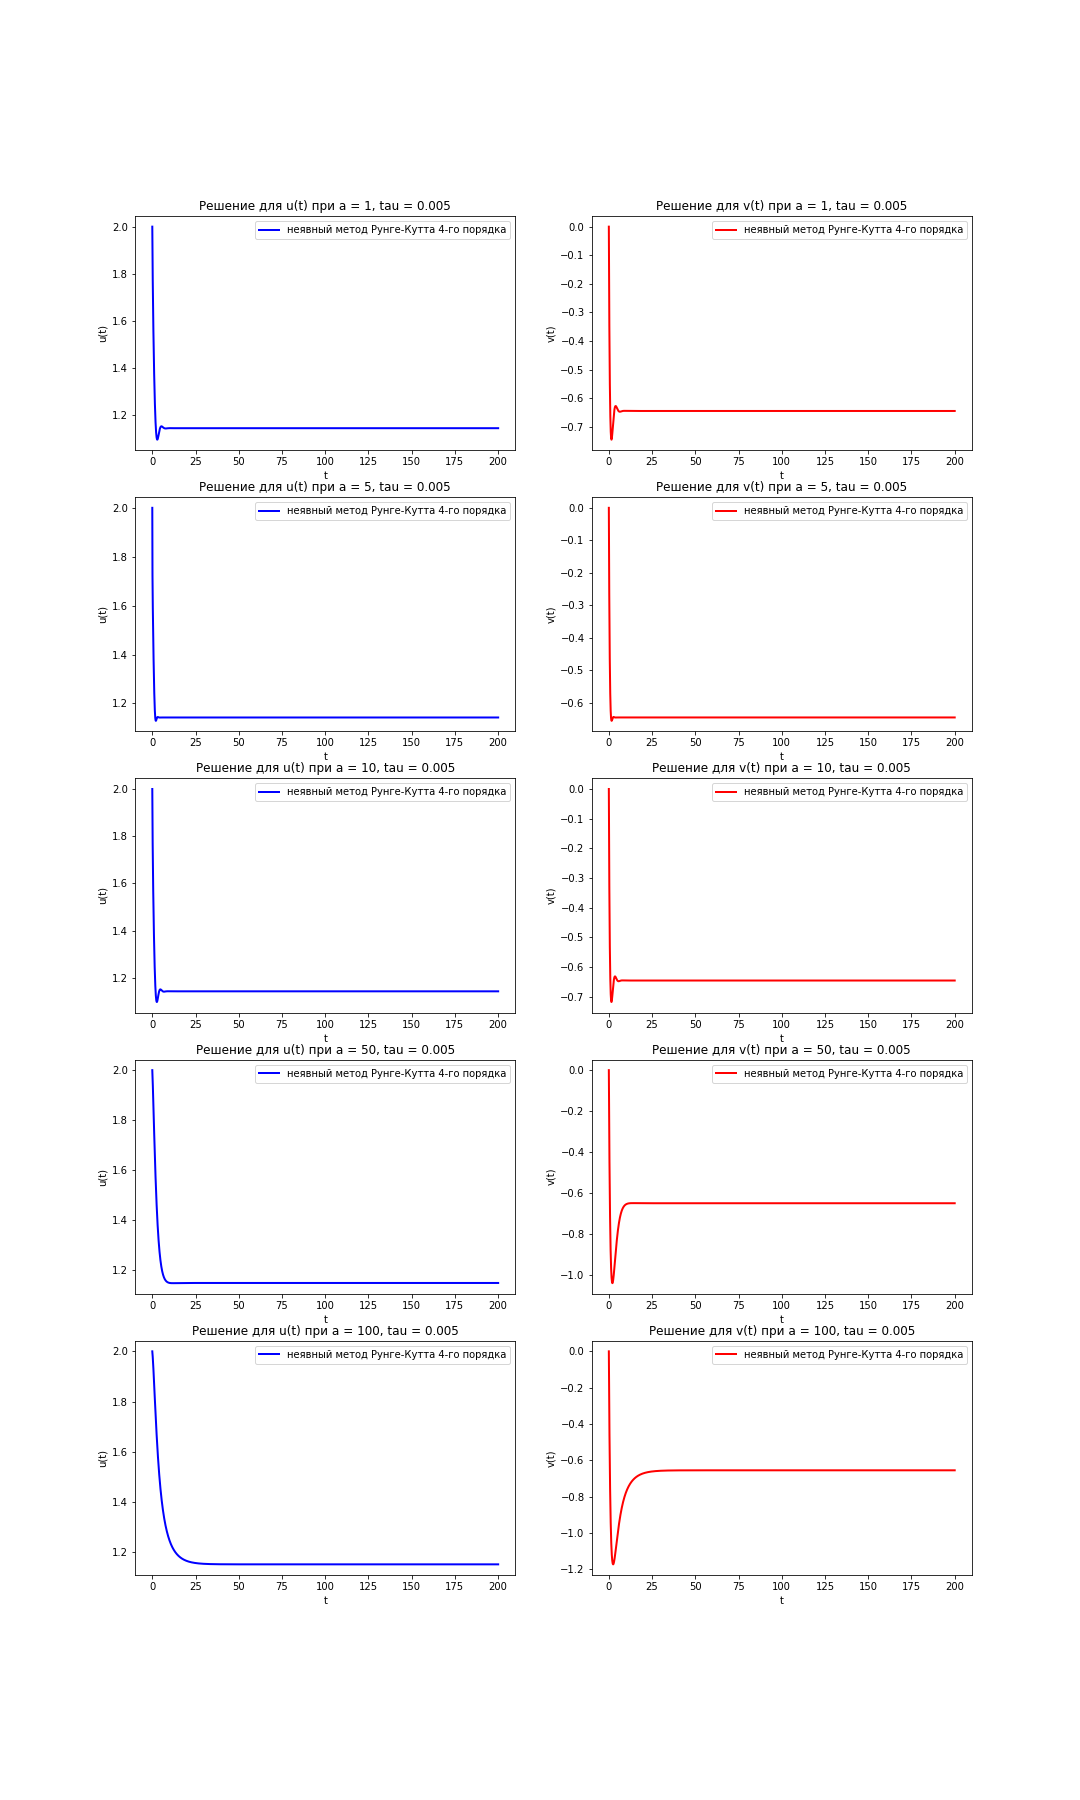 Решение для u(t) при a = 1, tau = 0.005
неявный метод Рунге-Кутта 4-го порядка
2.0
1.8
1.6
1.4
1.2
u(t)
0 25 50 75 100 125 150 175 200
t
Решение для v(t) при a = 1, tau = 0.005
неявный метод Рунге-Кутта 4-го порядка
0.0
−0.1
−0.2
−0.3
−0.4
−0.5
−0.6
−0.7
v(t)
0 25 50 75 100 125 150 175 200
t
Решение для u(t) при a = 5, tau = 0.005
неявный метод Рунге-Кутта 4-го порядка
2.0
1.8
1.6
1.4
1.2
u(t)
0 25 50 75 100 125 150 175 200
t
Решение для v(t) при a = 5, tau = 0.005
неявный метод Рунге-Кутта 4-го порядка
0.0
−0.1
−0.2
−0.3
−0.4
−0.5
−0.6
v(t)
0 25 50 75 100 125 150 175 200
t
Решение для u(t) при a = 10, tau = 0.005
неявный метод Рунге-Кутта 4-го порядка
2.0
1.8
1.6
1.4
1.2
u(t)
0 25 50 75 100 125 150 175 200
t
Решение для v(t) при a = 10, tau = 0.005
неявный метод Рунге-Кутта 4-го порядка
0.0
−0.1
−0.2
−0.3
−0.4
−0.5
−0.6
−0.7
v(t)
0 25 50 75 100 125 150 175 200
t
Решение для u(t) при a = 50, tau = 0.005
неявный метод Рунге-Кутта 4-го порядка
2.0
1.8
1.6
1.4
1.2
u(t)
0 25 50 75 100 125 150 175 200
t
Решение для v(t) при a = 50, tau = 0.005
неявный метод Рунге-Кутта 4-го порядка
0.0
−0.2
−0.4
−0.6
−0.8
−1.0
v(t)
0 25 50 75 100 125 150 175 200
t
Решение для u(t) при a = 100, tau = 0.005
неявный метод Рунге-Кутта 4-го порядка
2.0
1.8
1.6
1.4
1.2
u(t)
0 25 50 75 100 125 150 175 200
t
Решение для v(t) при a = 100, tau = 0.005
неявный метод Рунге-Кутта 4-го порядка
0.0
−0.2
−0.4
−0.6
−0.8
−1.0
−1.2
v(t)
0 25 50 75 100 125 150 175 200
t